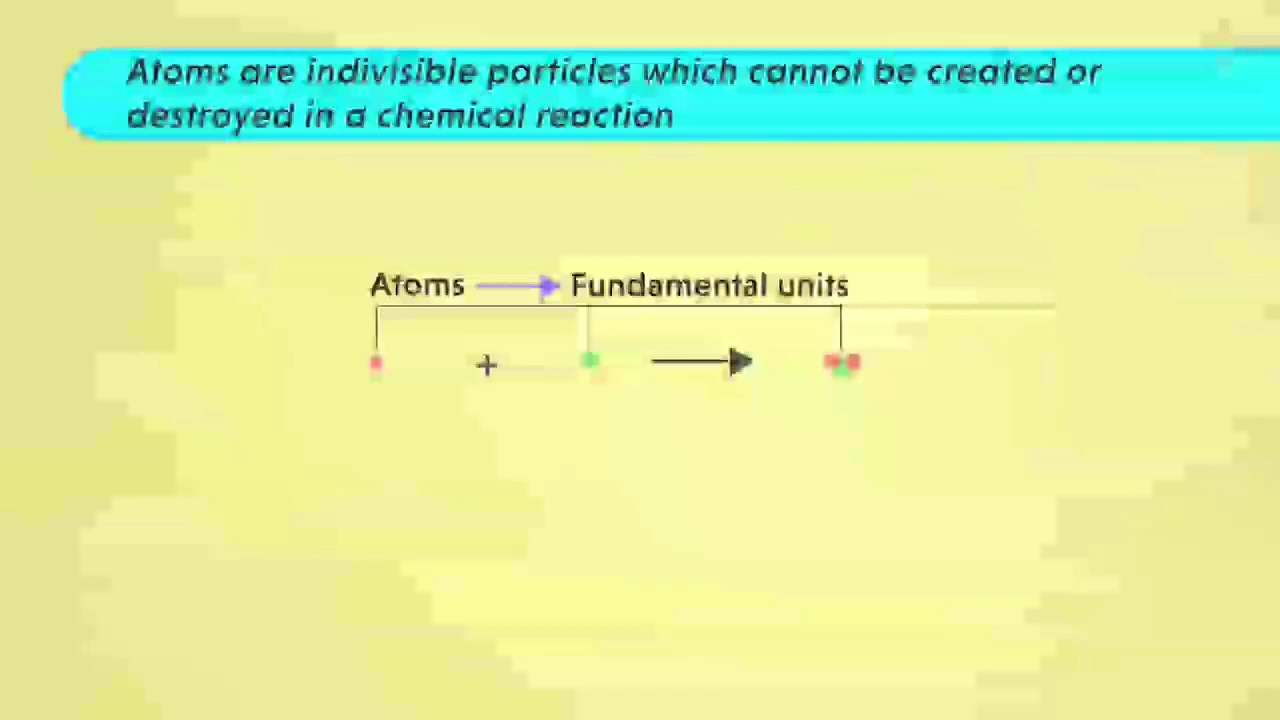 Atoms are indivisible particles which cannot be created or
destroyed in a chemical reaction
Atoms Fundamental units
+